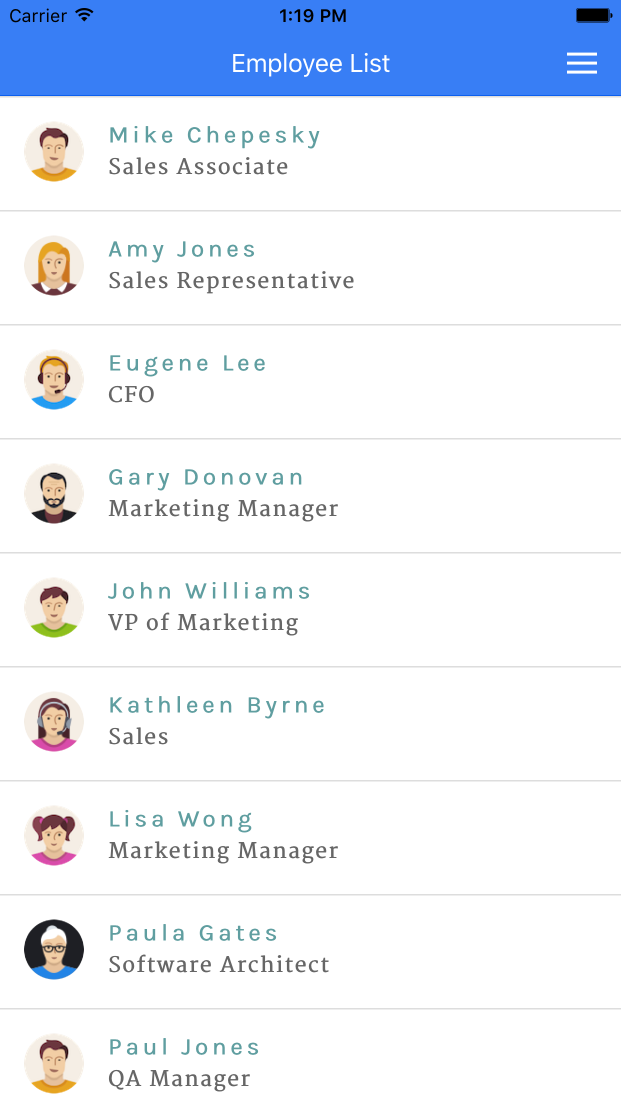 Carrier 1:19 PM
Employee List
Mike Chepesky
Sales Associate
Amy Jones
Sales Representative
Eugene Lee
CFO
Gary Donovan
Marketing Manager
John Williams
VP of Marketing
Kathleen Byrne
Sales
Lisa Wong
Marketing Manager
Paula Gates
Software Architect
Paul Jones
QA Manager